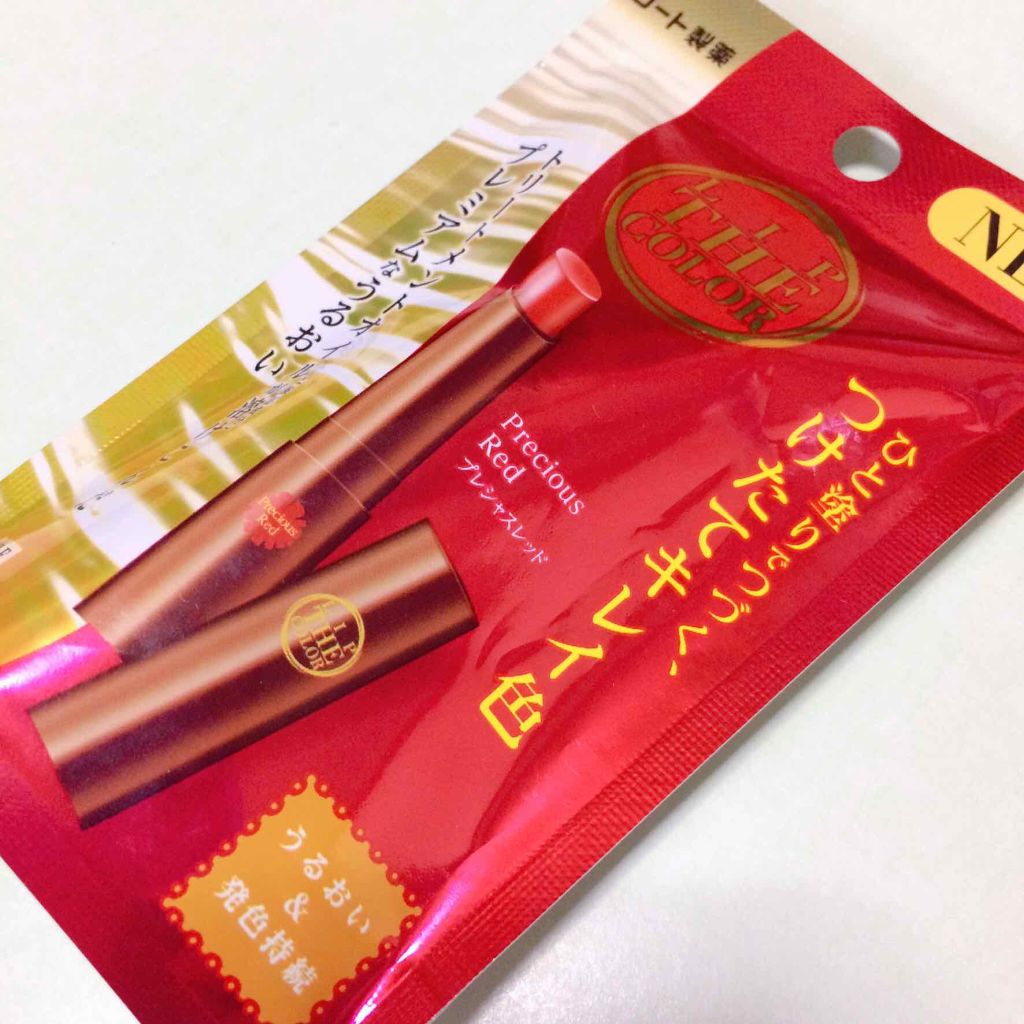 ロート製薬
NE
LIP
THE
COLOR
ひと塗りでつづく、
つけたてキレイ色
Precious
Red
プレシャスレッド
トリートメントオイル
プレミアムなうるおい
Precious
Red
LIP
THE
COLOR
うるおい
&
発色持続